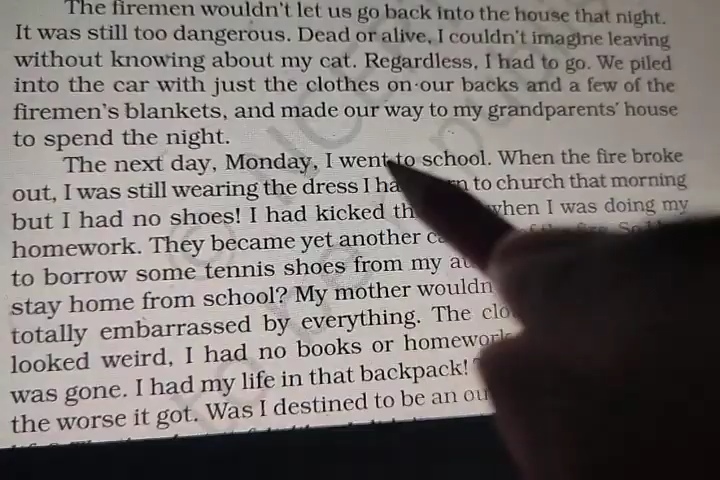 The firemen wouldn't let us go back into the house that night.
It was still too dangerous. Dead or alive, I couldn't imagine leaving
without knowing about my cat. Regardless, I had to go. We piled
into the car with just the clothes on our backs and a few of the
firemen's blankets, and made our way to my grandparents' house
to spend the night.
The next day, Monday, I went to school. When the fire broke
out, I was still wearing the dress I to church that morning
but I had no shoes! I had kicked when I was doing my
homework. They became yet another of the fire.
to borrow some tennis shoes from my
stay home from school? My mother
totally embarrassed by everything. The
looked weird, I had no books or homework
was gone. I had my life in that backpack!
the worse it got. Was I destined to be an